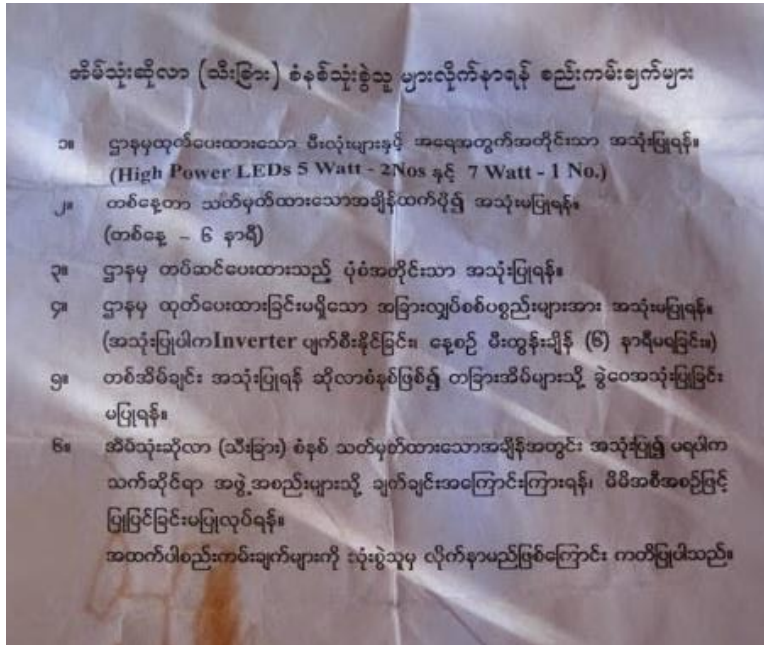 အိမ်သုံးဆိုလာ (သီးခြား) စံနစ်သုံးစွဲသူ များလိုက်နာရန် စည်းကမ်းချက်များ
၁။ ဌာနမှထုတ်ပေးထားသော မီးလုံးများနှင့် အရေအတွက်အတိုင်းသာ အသုံးပြုရန်။
(High Power LEDs 5 Watt - 2Nos နှင့် 7 Watt - 1 No.)
၂။ တစ်နေ့တာ သတ်မှတ်ထားသောအချိန်ထက်ပို၍ အသုံးမပြုရန်။
(တစ်နေ့ – ၆ နာရီ)
၃။ ဌာနမှ တပ်ဆင်ပေးထားသည့် ပုံစံအတိုင်းသာ အသုံးပြုရန်။
၄။ ဌာနမှ ထုတ်ပေးထားခြင်းမရှိသော အခြားလျှပ်စစ်ပစ္စည်းများအား အသုံးမပြုရန်။
(အသုံးပြုပါကInverter ပျက်စီးနိုင်ခြင်း၊ နေ့စဉ် မီးထွန်းချိန် (၆) နာရီမရခြင်း။)
၅။ တစ်အိမ်ချင်း အသုံးပြုရန် ဆိုလာစံနစ်ဖြစ်၍ တခြားအိမ်များသို့ ခွဲဝေအသုံးပြုခြင်း
မပြုရန်။
၆။ အိမ်သုံးဆိုလာ (သီးခြား) စံနစ် သတ်မှတ်ထားသောအချိန်အတွင်း အသုံးပြု၍ မရပါက
သက်ဆိုင်ရာ အဖွဲ့အစည်းများသို့ ချက်ချင်းအကြောင်းကြားရန်၊ မိမိအစီအစဉ်ဖြင့်
ပြုပြင်ခြင်းမပြုလုပ်ရန်။
အထက်ပါစည်းကမ်းချက်များကို သုံးစွဲသူမှ လိုက်နာမည်ဖြစ်ကြောင်း ကတိပြုပါသည်။